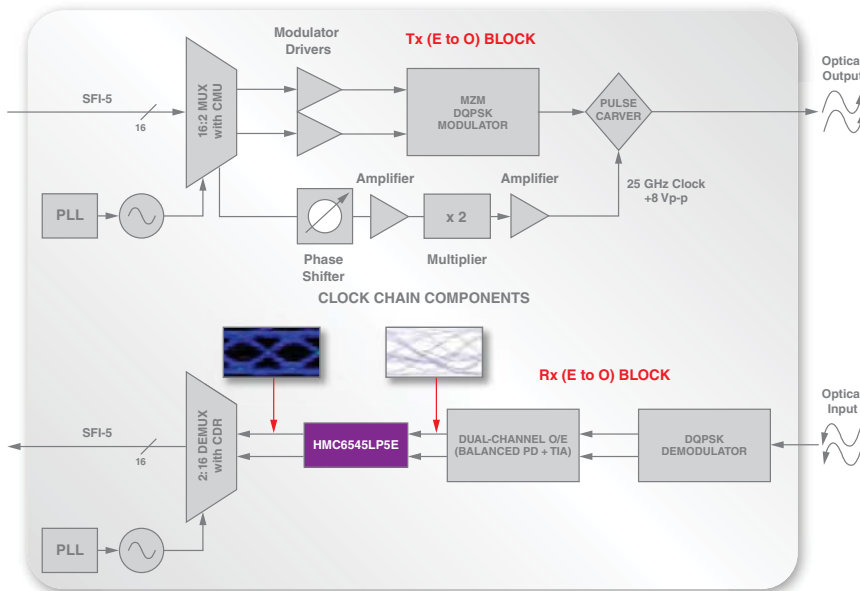 Modulator
Drivers
Tx (E to O) BLOCK
Optical
Output
SFI-5
16
16:2 MUX
with CMU
MZM
DQPSK
MODULATOR
PULSE
CARVER
Amplifier
Amplifier
25 GHz Clock
+8 Vp-p
PLL
x 2
Phase
Shifter
Multiplier
CLOCK CHAIN COMPONENTS
Rx (E to O) BLOCK
Optical
Input
SFI-5
16
2:16 DEMUX
with CDR
HMC6545LP5E
DUAL-CHANNEL O/E
(BALANCED PD + TIA)
DQPSK
DEMODULATOR
PLL